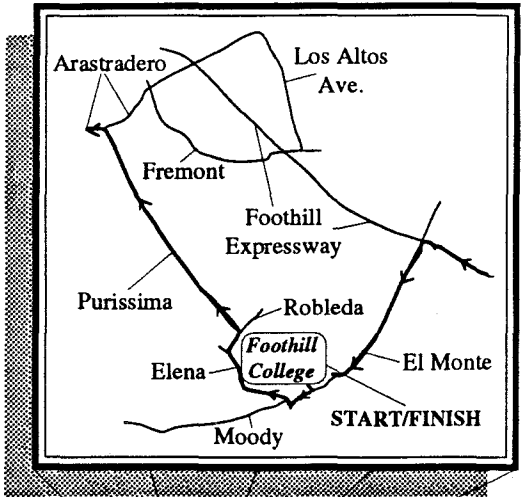 Arastradero
Los Altos
Ave.
Fremont
Foothill
Expressway
Purissima
Robleda
Foothill
College
Elena
El Monte
START/FINISH
Moody